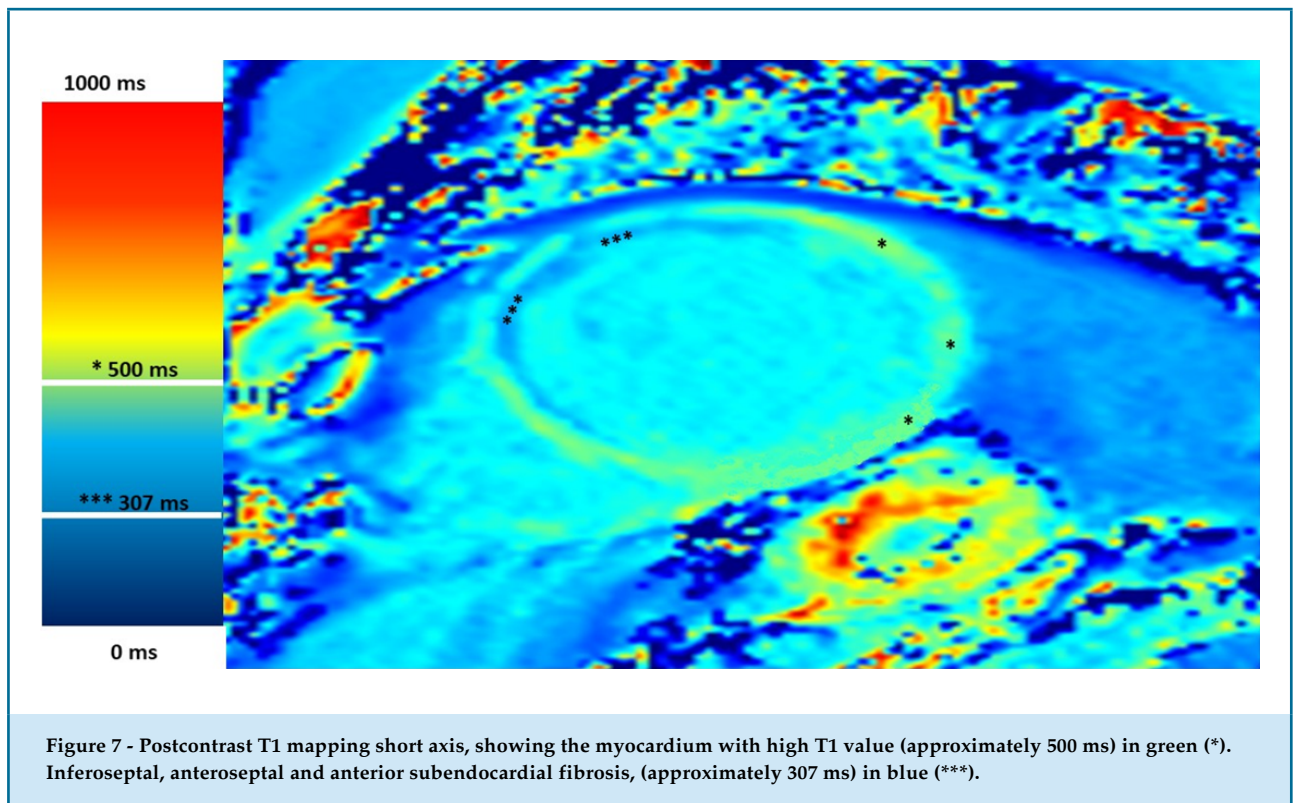 1000 ms
* 500 ms
*** 307 ms
0 ms
***
***
*
*
*
Figure 7 - Postcontrast T1 mapping short axis, showing the myocardium with high T1 value (approximately 500 ms) in green (*).
Inferoseptal, anteroseptal and anterior subendocardial fibrosis, (approximately 307 ms) in blue (***).